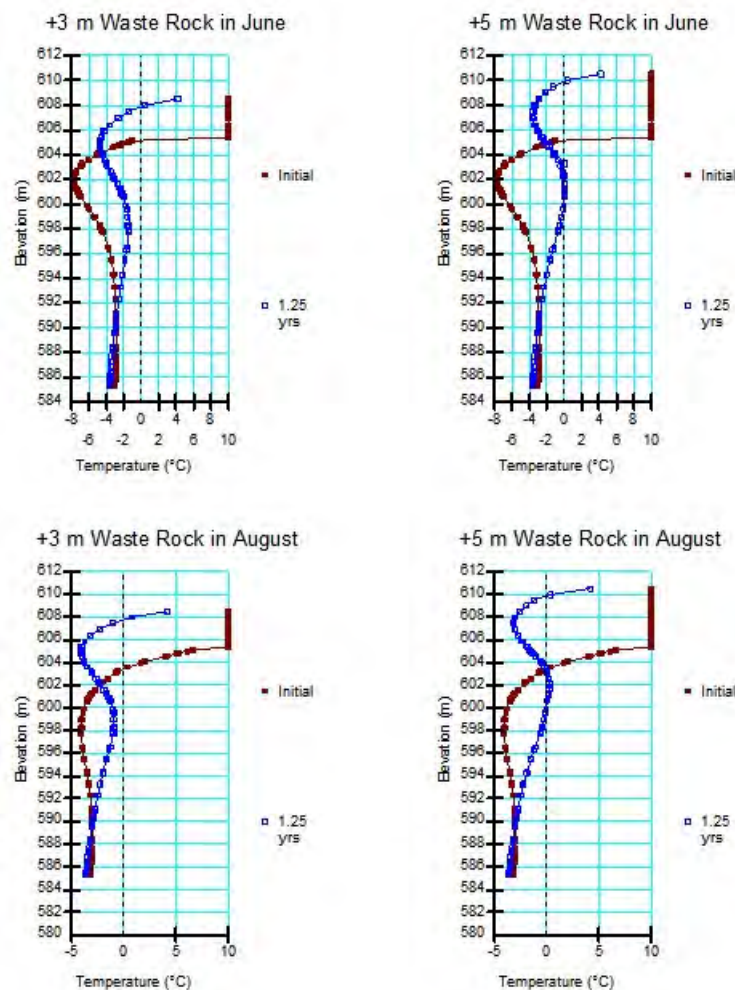 +3 m Waste Rock in June
612
610
608
606
604
602
600
598
596
594
592
590
588
586
584
Elevation (m)
-8 -4 0 4 8
-6 -2 2 6 10
Temperature (°C)
Initial
1.25
yrs
+5 m Waste Rock in June
612
610
608
606
604
602
600
598
596
594
592
590
588
586
584
Elevation (m)
-8 -4 0 4 8
-6 -2 2 6 10
Temperature (°C)
Initial
1.25
yrs
+3 m Waste Rock in August
612
610
608
606
604
602
600
598
596
594
592
590
588
586
584
582
580
Elevation (m)
-5 0 5 10
Temperature (°C)
Initial
1.25
yrs
+5 m Waste Rock in August
612
610
608
606
604
602
600
598
596
594
592
590
588
586
584
582
580
Elevation (m)
-5 0 5 10
Temperature (°C)
Initial
1.25
yrs